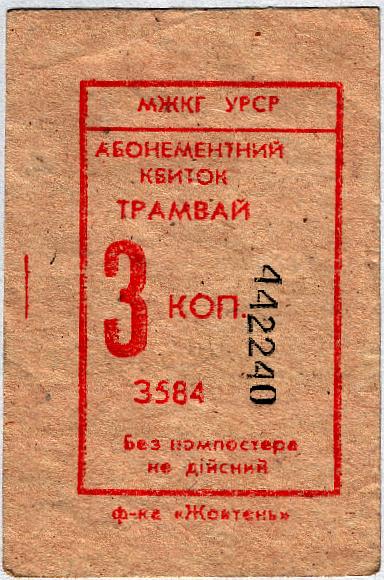 МЖКГ УРСР
АБОНЕМЕНТНИЙ
КВИТОК
ТРАМВАЙ
3 КОП.
442240
3584
Без компостера
не дійсний
ф-ка «Жовтень»